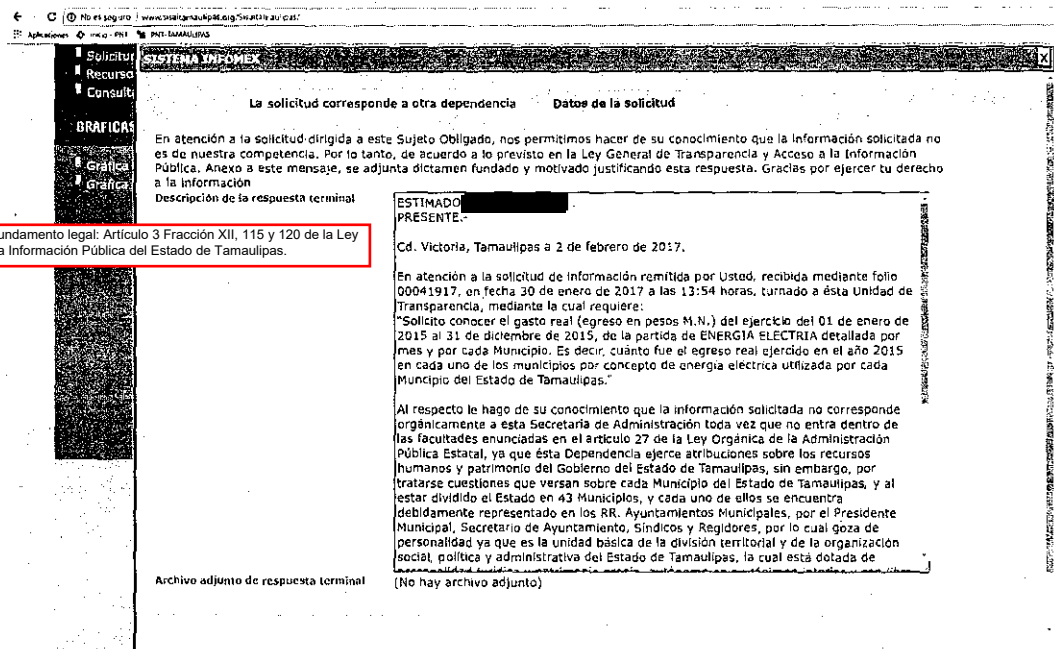 No es seguro | www.sisaitamaulipas.org/Sisaitamaulipas/
Aplicaciones inicio - PNT PNT-TAMAULIPAS
Solicitu
Recurso
Consult
GRAFICAS
Gráfica
Gráfica
SISTEMA INFOMEX
X
La solicitud corresponde a otra dependencia Datos de la solicitud
En atención a la solicitud dirigida a este Sujeto Obligado, nos permitimos hacer de su conocimiento que la información solicitada no
es de nuestra competencia. Por lo tanto, de acuerdo a lo previsto en la Ley General de Transparencia y Acceso a la Información
Pública. Anexo a este mensaje, se adjunta dictamen fundado y motivado justificando esta respuesta. Gracias por ejercer tu derecho
a la información
Descripción de la respuesta terminal
undamento legal: Artículo 3 Fracción XII, 115 y 120 de la Ley
a Información Pública del Estado de Tamaulipas.
ESTIMADO
PRESENTE.-
Cd. Victoria, Tamaulipas a 2 de febrero de 2017.
En atención a la solicitud de información remitida por Usted, recibida mediante folio
00041917, en fecha 30 de enero de 2017 a las 13:54 horas, turnado a ésta Unidad de
Transparencia, mediante la cual requiere:
"Solicito conocer el gasto real (egreso en pesos M.N.) del ejercicio del 01 de enero de
2015 al 31 de diciembre de 2015, de la partida de ENERGIA ELECTRIA detallada por
mes y por cada Municipio. Es decir, cuánto fue el egreso real ejercido en el año 2015
en cada uno de los municipios por concepto de energía eléctrica utilizada por cada
Muncipio del Estado de Tamaulipas."
Al respecto le hago de su conocimiento que la información solicitada no corresponde
orgánicamente a esta Secretaría de Administración toda vez que no entra dentro de
las facultades enunciadas en el artículo 27 de la Ley Orgánica de la Administración
Pública Estatal, ya que ésta Dependencia ejerce atribuciones sobre los recursos
humanos y patrimonio del Gobierno del Estado de Tamaulipas, sin embargo, por
tratarse cuestiones que versan sobre cada Municipio del Estado de Tamaulipas, y al
estar dividido el Estado en 43 Municipios, y cada uno de ellos se encuentra
debidamente representado en los RR. Ayuntamientos Municipales, por el Presidente
Municipal, Secretario de Ayuntamiento, Síndicos y Regidores, por lo cual goza de
personalidad ya que es la unidad básica de la división territorial y de la organización
social, política y administrativa del Estado de Tamaulipas, la cual está dotada de
Archivo adjunto de respuesta terminal
(No hay archivo adjunto)